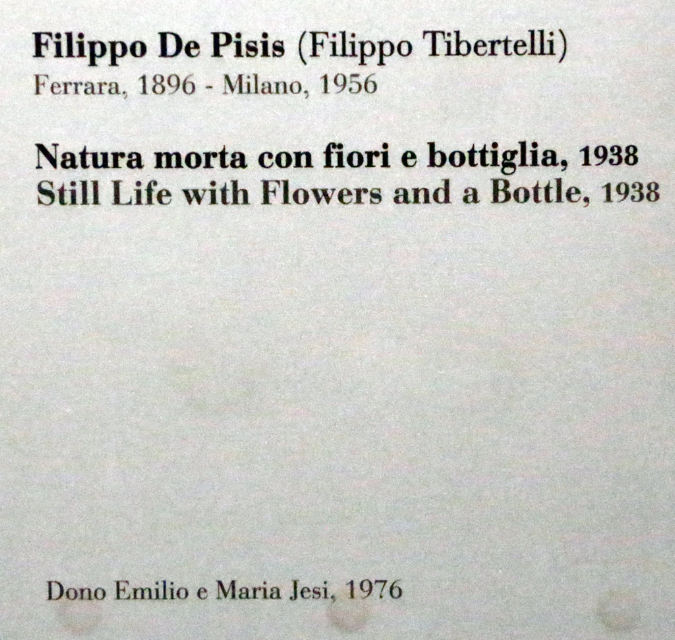 Filippo De Pisis (Filippo Tibertelli)
Ferrara, 1896 - Milano, 1956
Natura morta con fiori e bottiglia, 1938
Still Life with Flowers and a Bottle, 1938
Dono Emilio e Maria Jesi, 1976